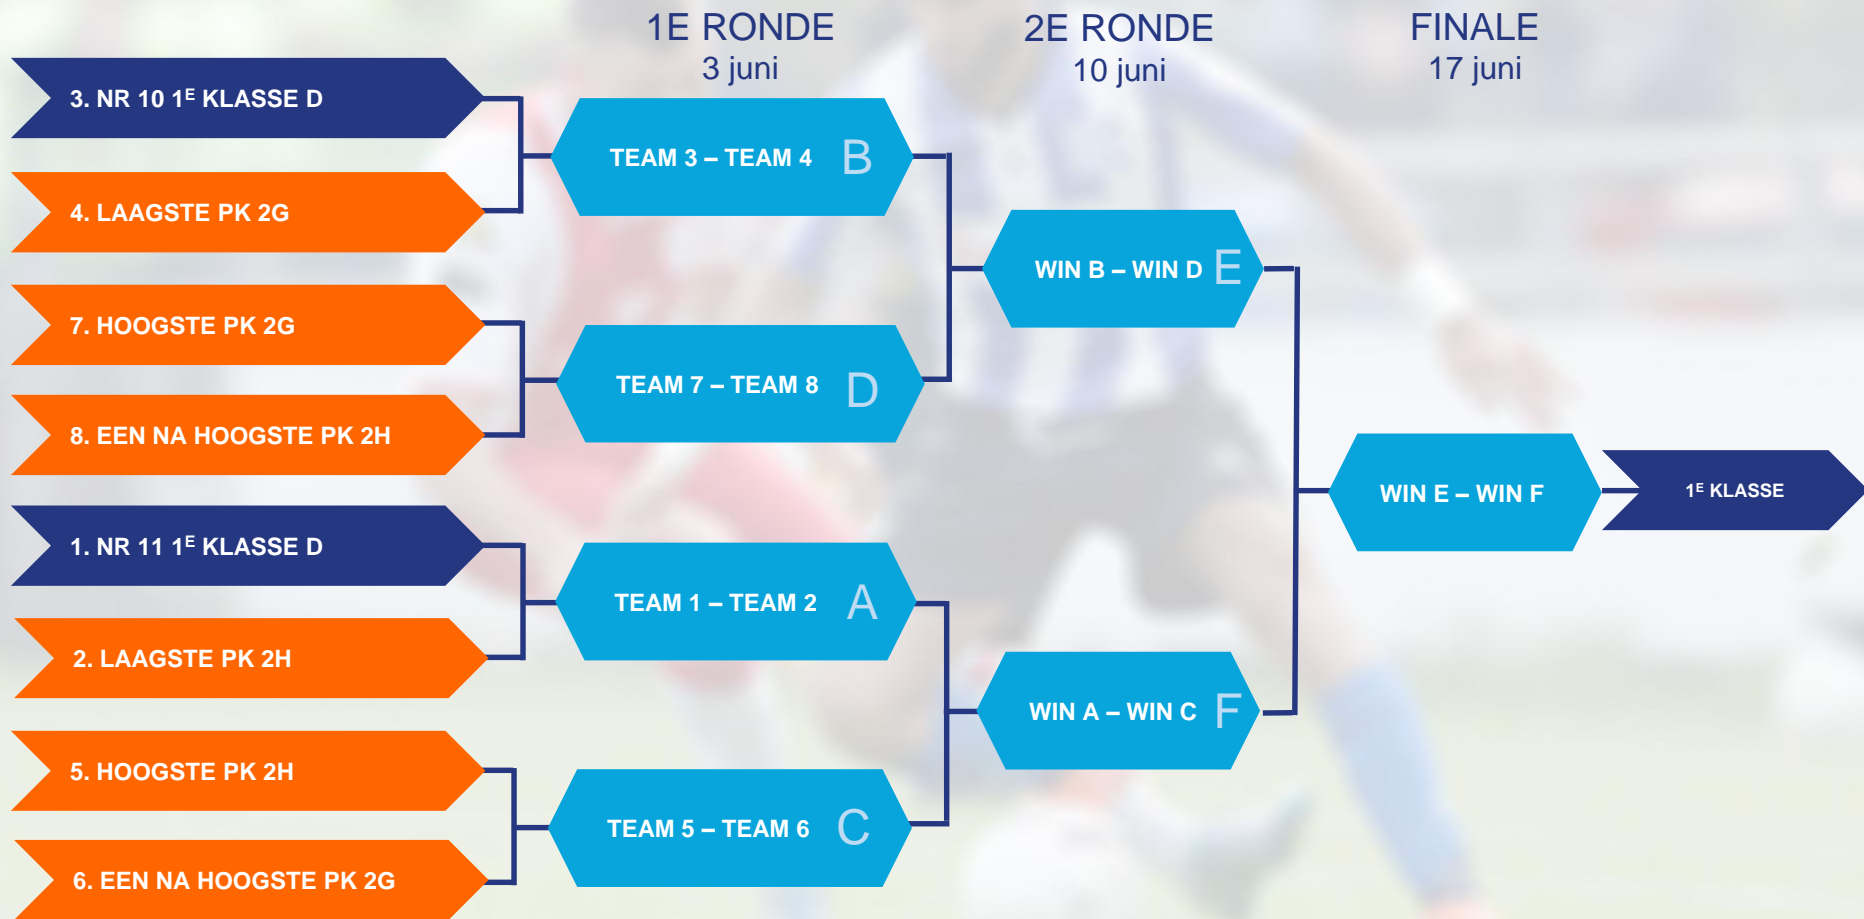 1E RONDE
3 juni
2E RONDE
10 juni
FINALE
17 juni
3. NR 10 1E KLASSE D
4. LAAGSTE PK 2G
TEAM 3 – TEAM 4 B
7. HOOGSTE PK 2G
8. EEN NA HOOGSTE PK 2H
TEAM 7 – TEAM 8 D
WIN B – WIN D E
1. NR 11 1E KLASSE D
2. LAAGSTE PK 2H
TEAM 1 – TEAM 2 A
5. HOOGSTE PK 2H
6. EEN NA HOOGSTE PK 2G
TEAM 5 – TEAM 6 C
WIN A – WIN C F
WIN E – WIN F
1E KLASSE